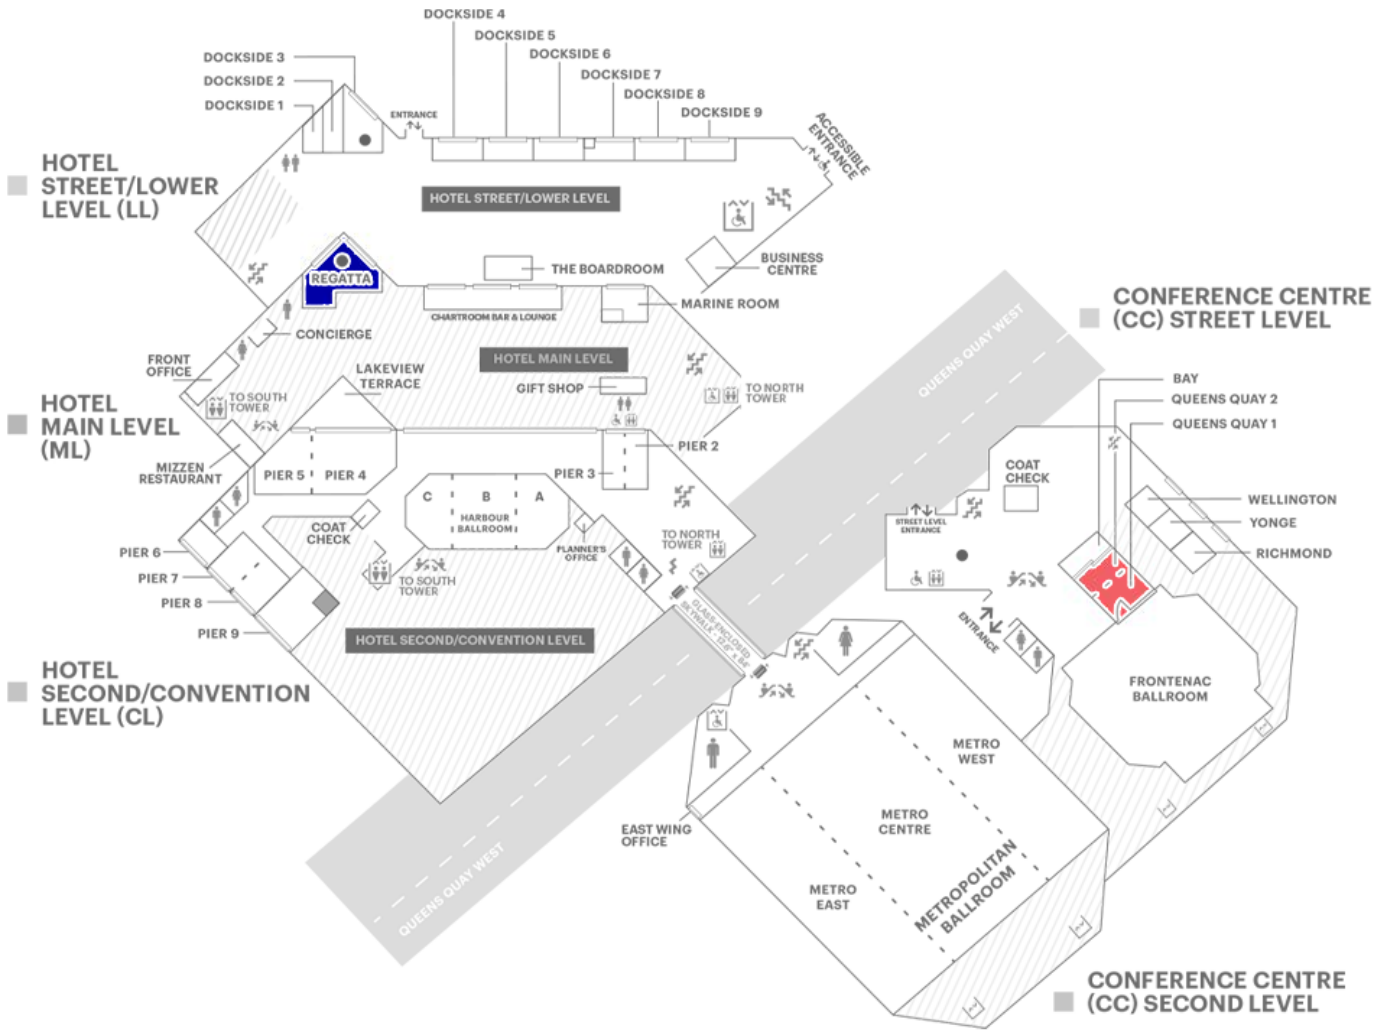 DOCKSIDE 4
DOCKSIDE 5
DOCKSIDE 6
DOCKSIDE 7
DOCKSIDE 8
DOCKSIDE 9
DOCKSIDE 3
DOCKSIDE 2
DOCKSIDE 1
ENTRANCE
ACCESSIBLE
ENTRANCE
HOTEL
STREET/LOWER
LEVEL (LL)
HOTEL STREET/LOWER LEVEL
REGATTA
THE BOARDROOM
BUSINESS
CENTRE
MARINE ROOM
CHARTROOM BAR & LOUNGE
CONCIERGE
FRONT
OFFICE
LAKEVIEW
TERRACE
HOTEL MAIN LEVEL
GIFT SHOP
TO SOUTH
TOWER
TO NORTH
TOWER
HOTEL
MAIN LEVEL
(ML)
MIZZEN
RESTAURANT
PIER 5
PIER 4
PIER 3
PIER 2
C
B
A
HARBOUR
BALLROOM
COAT
CHECK
PLANNER'S
OFFICE
TO NORTH
TOWER
TO SOUTH
TOWER
PIER 6
PIER 7
PIER 8
PIER 9
HOTEL SECOND/CONVENTION LEVEL
HOTEL
SECOND/CONVENTION
LEVEL (CL)
GLASS-ENCLOSED
SKYWALK - 12'6" x 84'
QUEENS QUAY WEST
QUEENS QUAY WEST
CONFERENCE CENTRE
(CC) STREET LEVEL
BAY
QUEENS QUAY 2
QUEENS QUAY 1
COAT
CHECK
WELLINGTON
YONGE
RICHMOND
STREET LEVEL
ENTRANCE
ENTRANCE
FRONTENAC
BALLROOM
METRO
WEST
METRO
CENTRE
METRO
EAST
METROPOLITAN
BALLROOM
EAST WING
OFFICE
CONFERENCE CENTRE
(CC) SECOND LEVEL